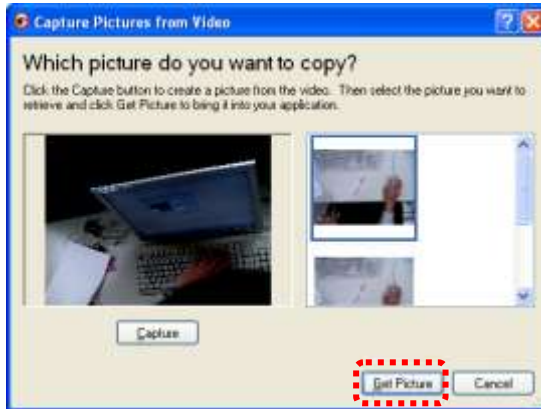 Capture Pictures from Video
Which picture do you want to copy?
Click the Capture button to create a picture from the video. Then select the picture you want to
retrieve and click Get Picture to bring it into your application.
Capture
Get Picture
Cancel